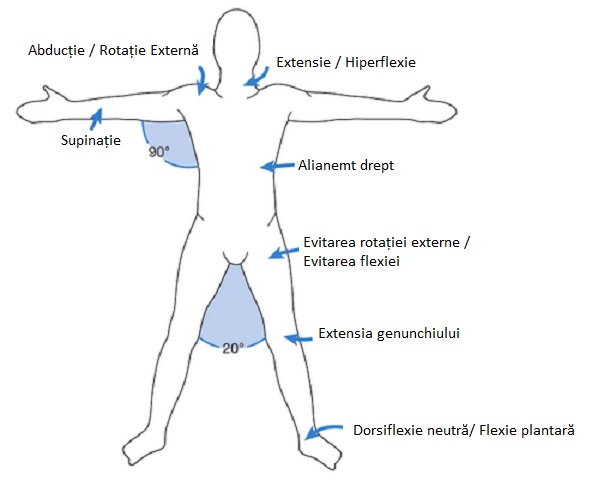 Abducție / Rotație Externă
Extensie / Hiperflexie
Supinație
90°
Alianemt drept
Evitarea rotației externe /
Evitarea flexiei
Extensia genunchiului
20°
Dorsiflexie neutră/ Flexie plantară